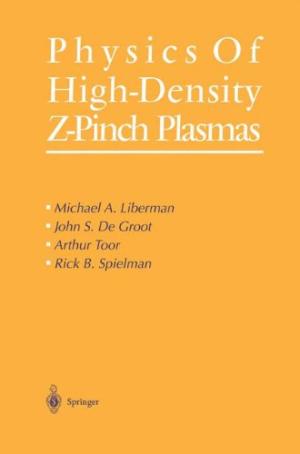 Physics Of
High-Density
Z-Pinch Plasmas
Michael A. Liberman
John S. De Groot
Arthur Toor
Rick B. Spielman
Springer